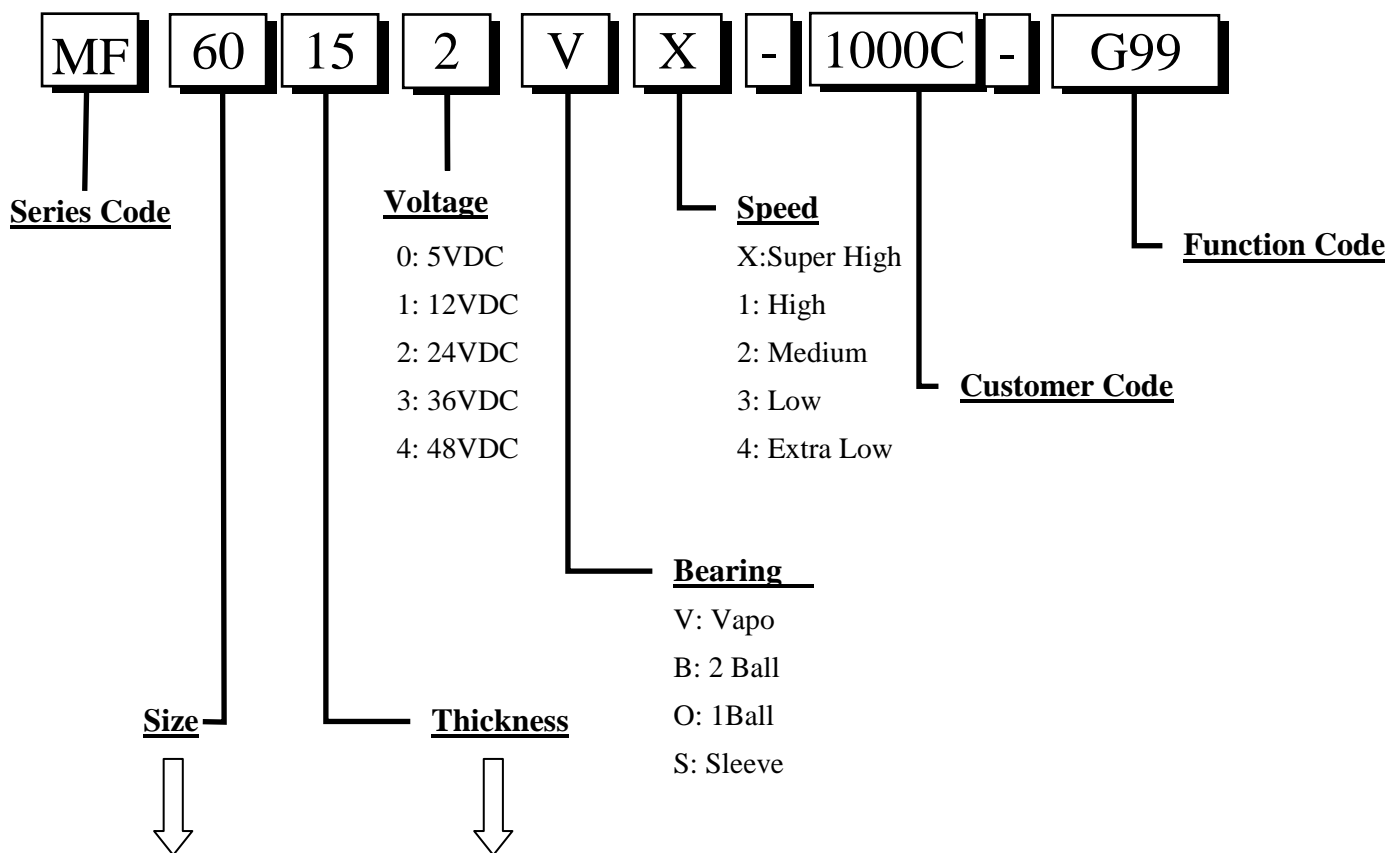 MF 60 15 2 V X - 1000C - G99
Series Code
Voltage
0: 5VDC
1: 12VDC
2: 24VDC
3: 36VDC
4: 48VDC
Speed
X:Super High
1: High
2: Medium
3: Low
4: Extra Low
Function Code
Customer Code
Bearing
V: Vapo
B: 2 Ball
O: 1Ball
S: Sleeve
Size
Thickness